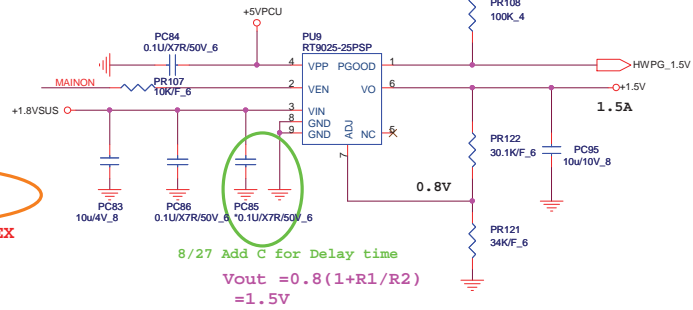 PR108
100K_4
+5VPCU
PC84
0.1U/X7R/50V_6
PU9
RT9025-25PSP
4 VPP PGOOD 1
HWPG_1.5V
MAINON
PR107
10K/F_6
2 VEN VO 6
+1.5V
1.5A
+1.8VSUS
3 VIN
8 GND
9 GND
ADJ
NC 5
7
PR122
30.1K/F_6
PC95
10u/10V_8
0.8V
PC83
10u/4V_8
PC86
0.1U/X7R/50V_6
PC85
*0.1U/X7R/50V_6
PR121
34K/F_6
EX
8/27 Add C for Delay time
Vout =0.8(1+R1/R2)
=1.5V